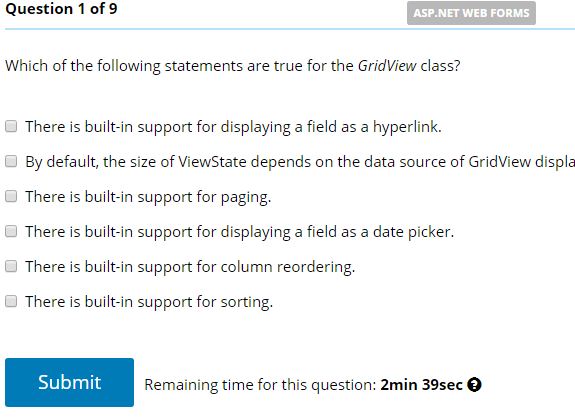 Question 1 of 9
ASP.NET WEB FORMS
Which of the following statements are true for the GridView class?
There is built-in support for displaying a field as a hyperlink.
By default, the size of ViewState depends on the data source of GridView displa
There is built-in support for paging.
There is built-in support for displaying a field as a date picker.
There is built-in support for column reordering.
There is built-in support for sorting.
Submit
Remaining time for this question: 2min 39sec ?